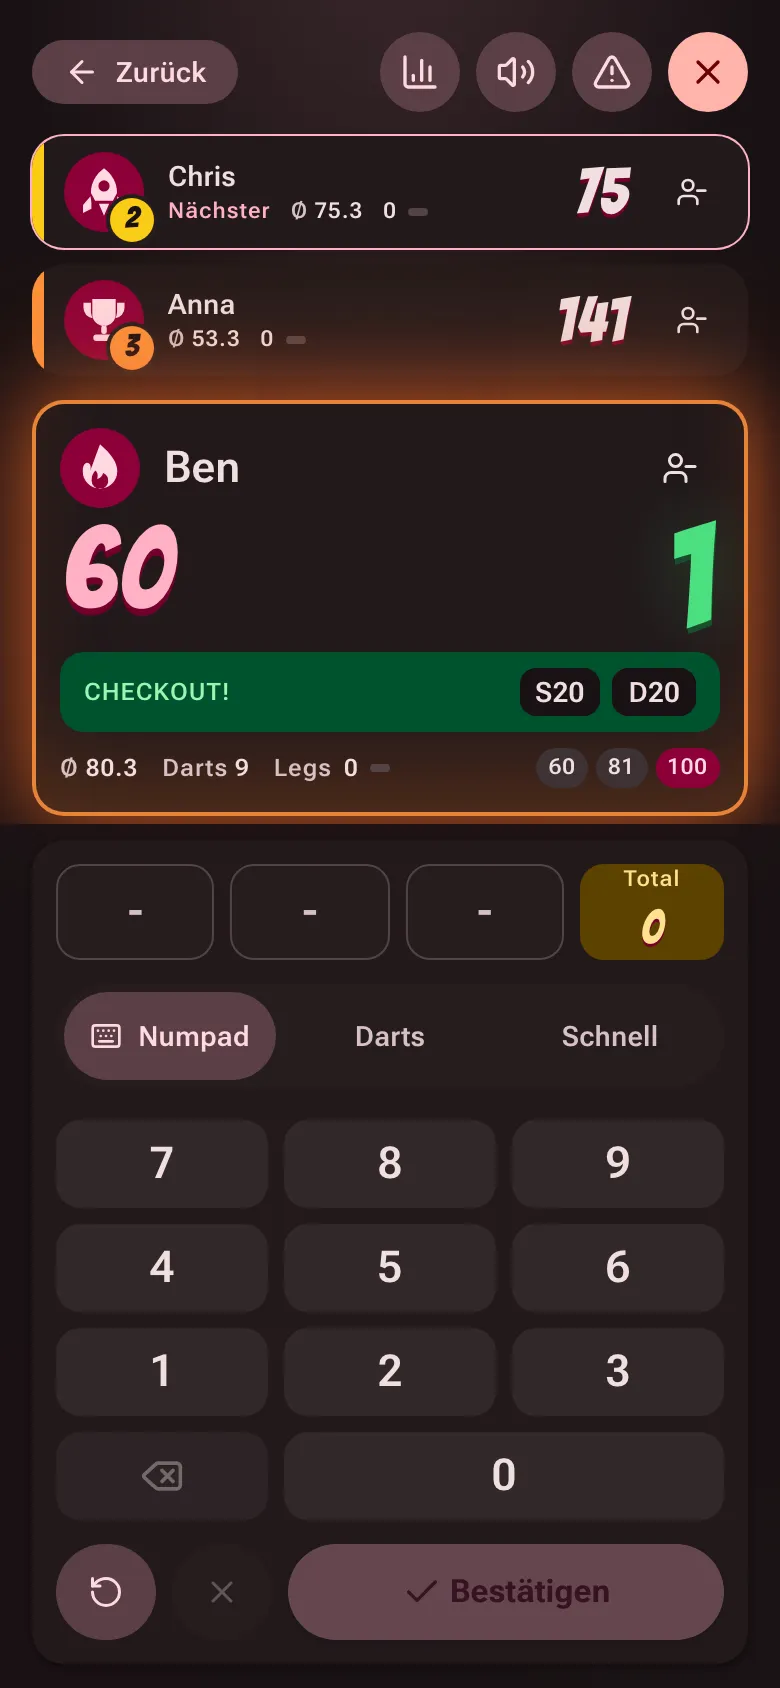 Zurück
Chris
2
Nächster Ø 75.3 0
75
Anna
3
Ø 53.3 0
141
Ben
60
1
CHECKOUT! S20 D20
Ø 80.3 Darts 9 Legs 0 60 81 100
- - - Total
0
Numpad Darts Schnell
7 8 9
4 5 6
1 2 3
0
Bestätigen